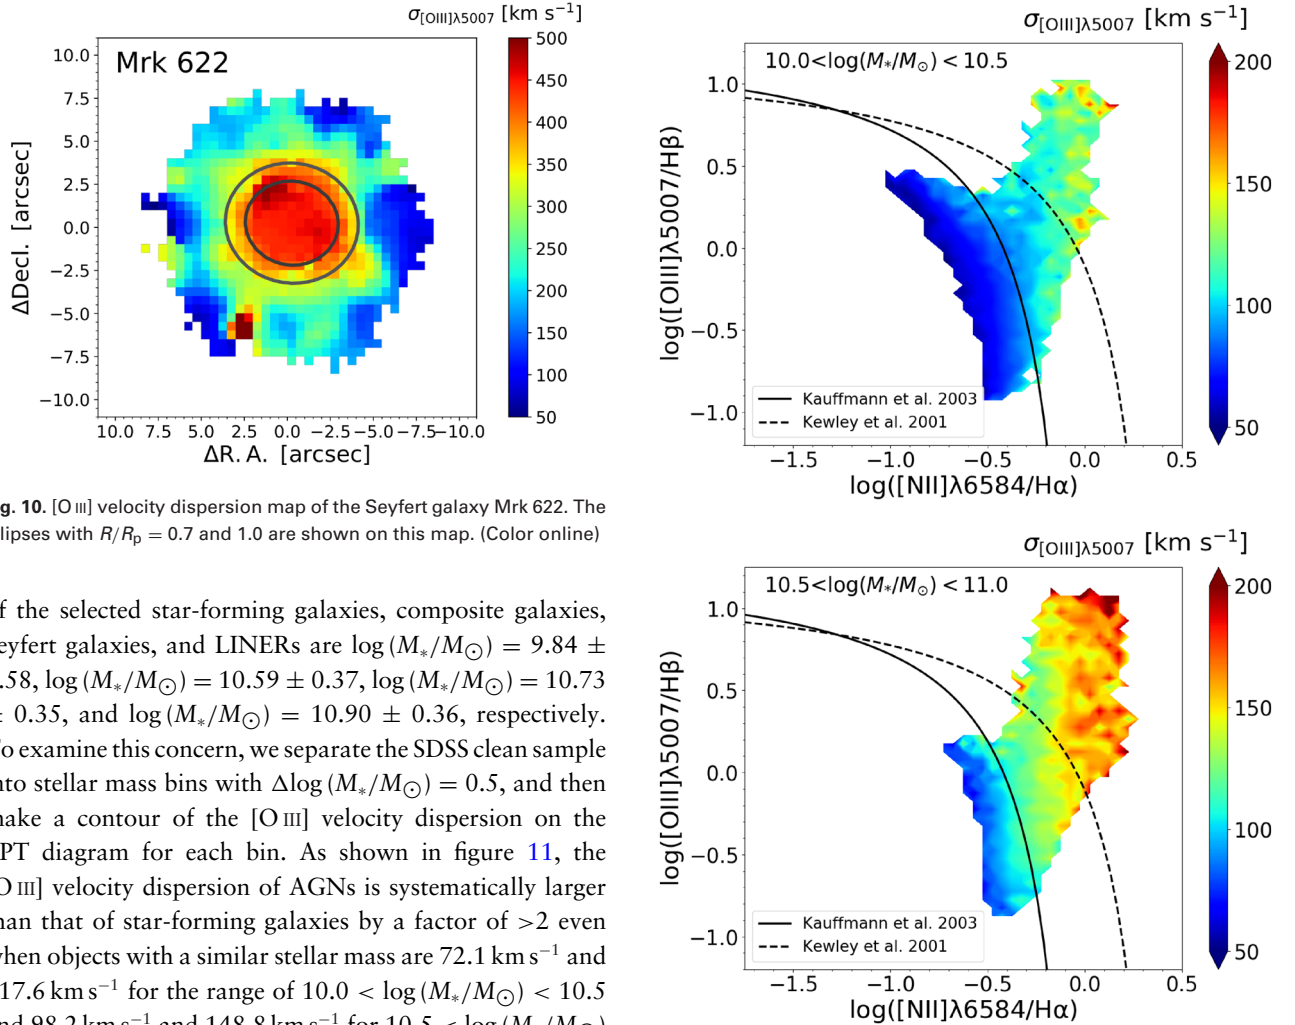 σ[OIII]λ5007 [km s⁻¹]
Mrk 622
10.0
7.5
5.0
2.5
0.0
−2.5
−5.0
−7.5
−10.0
ΔDecl. [arcsec]
10.0 7.5 5.0 2.5 0.0 −2.5 −5.0 −7.5 −10.0
ΔR.A. [arcsec]
500
450
400
350
300
250
200
150
100
50
g. 10. [O III] velocity dispersion map of the Seyfert galaxy Mrk 622. The
lipses with R/Rp = 0.7 and 1.0 are shown on this map. (Color online)
f the selected star-forming galaxies, composite galaxies,
eyfert galaxies, and LINERs are log (M*/M⊙) = 9.84 ±
.58, log (M*/M⊙) = 10.59 ± 0.37, log (M*/M⊙) = 10.73
± 0.35, and log (M*/M⊙) = 10.90 ± 0.36, respectively.
o examine this concern, we separate the SDSS clean sample
nto stellar mass bins with Δlog (M*/M⊙) = 0.5, and then
nake a contour of the [O III] velocity dispersion on the
PT diagram for each bin. As shown in figure 11, the
O III] velocity dispersion of AGNs is systematically larger
han that of star-forming galaxies by a factor of >2 even
when objects with a similar stellar mass are 72.1 km s⁻¹ and
17.6 km s⁻¹ for the range of 10.0 < log (M*/M⊙) < 10.5
nd 98.2 km s⁻¹ and 148.8 km s⁻¹ for 10.5 < log (M*/M⊙)
σ[OIII]λ5007 [km s⁻¹]
10.0<log(M*/M⊙)<10.5
1.0
0.5
0.0
−0.5
−1.0
log([OIII]λ5007/Hβ)
Kauffmann et al. 2003
Kewley et al. 2001
−1.5 −1.0 −0.5 0.0 0.5
log([NII]λ6584/Hα)
200
150
100
50
σ[OIII]λ5007 [km s⁻¹]
10.5<log(M*/M⊙)<11.0
1.0
0.5
0.0
−0.5
−1.0
log([OIII]λ5007/Hβ)
Kauffmann et al. 2003
Kewley et al. 2001
−1.5 −1.0 −0.5 0.0 0.5
log([NII]λ6584/Hα)
200
150
100
50